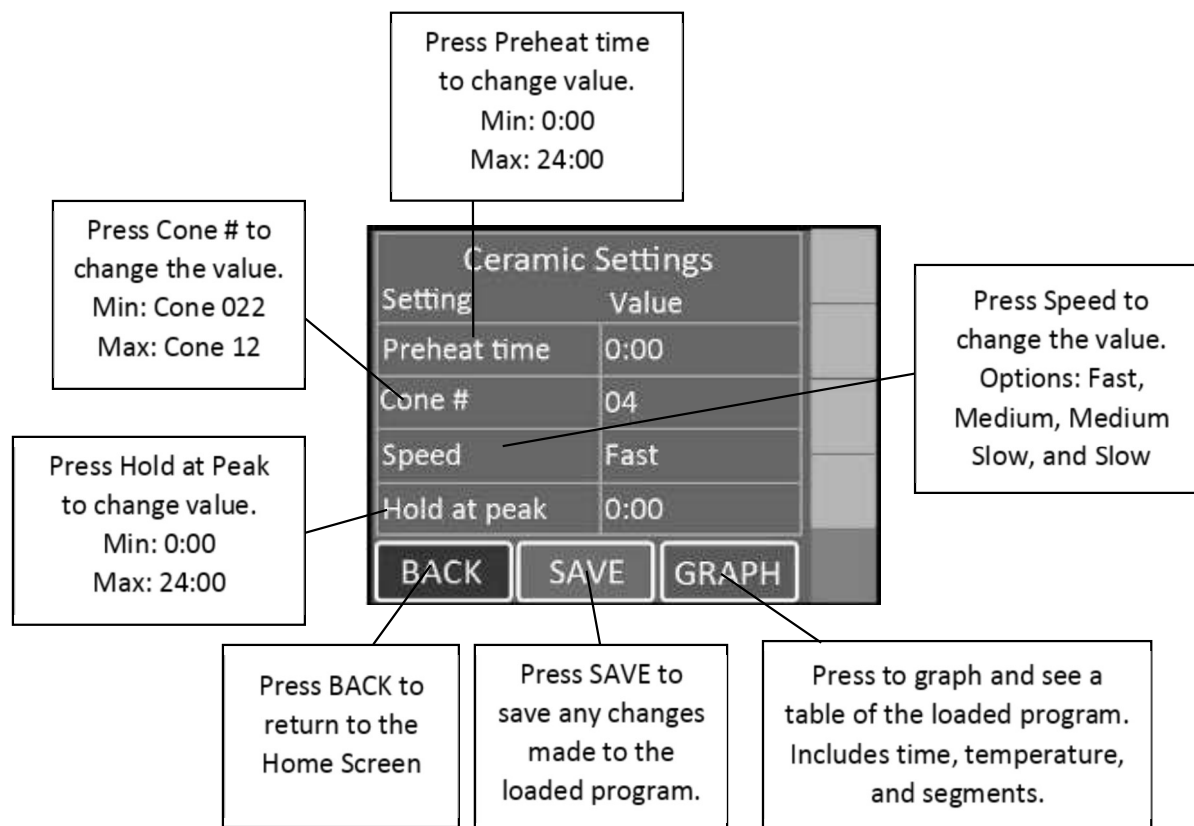 Press Preheat time
to change value.
Min: 0:00
Max: 24:00
Press Cone # to
change the value.
Min: Cone 022
Max: Cone 12
Press Hold at Peak
to change value.
Min: 0:00
Max: 24:00
Ceramic Settings
Setting Value
Preheat time 0:00
Cone # 04
Speed Fast
Hold at peak 0:00
BACK SAVE GRAPH
Press Speed to
change the value.
Options: Fast,
Medium, Medium
Slow, and Slow
Press BACK to
return to the
Home Screen
Press SAVE to
save any changes
made to the
loaded program.
Press to graph and see a
table of the loaded program.
Includes time, temperature,
and segments.